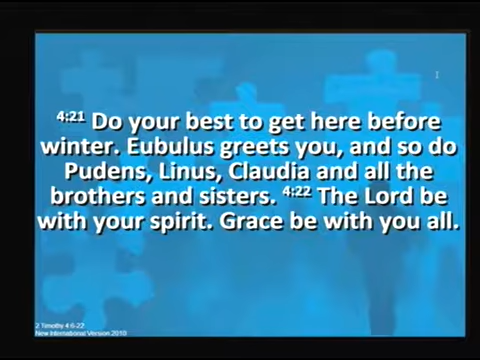 4:21 Do your best to get here before
winter. Eubulus greets you, and so do
Pudens, Linus, Claudia and all the
brothers and sisters. 4:22 The Lord be
with your spirit. Grace be with you all.
2 Timothy 4:6-22
New International Version 2010